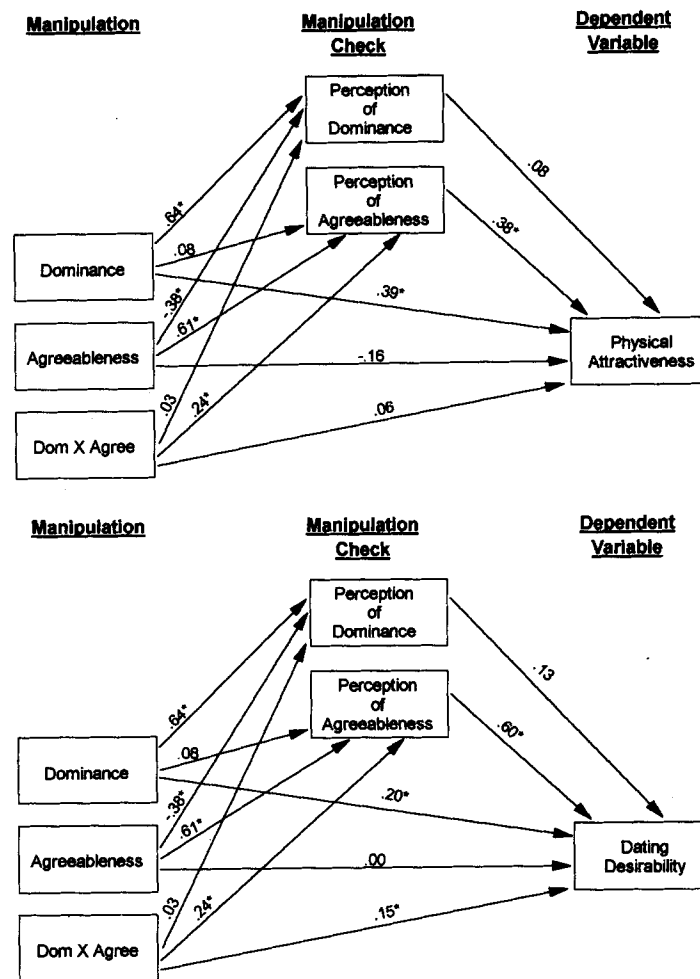 Manipulation
Manipulation
Check
Dependent
Variable
Perception
of
Dominance
Perception
of
Agreeableness
Dominance
Agreeableness
Dom X Agree
Physical
Attractiveness
.64*
.08
-.38*
.61*
.03
.24*
.08
.38*
.39*
-.16
.06
Manipulation
Manipulation
Check
Dependent
Variable
Perception
of
Dominance
Perception
of
Agreeableness
Dominance
Agreeableness
Dom X Agree
Dating
Desirability
.64*
.08
-.38*
.61*
.03
.24*
.13
.60*
.20*
.00
.15*